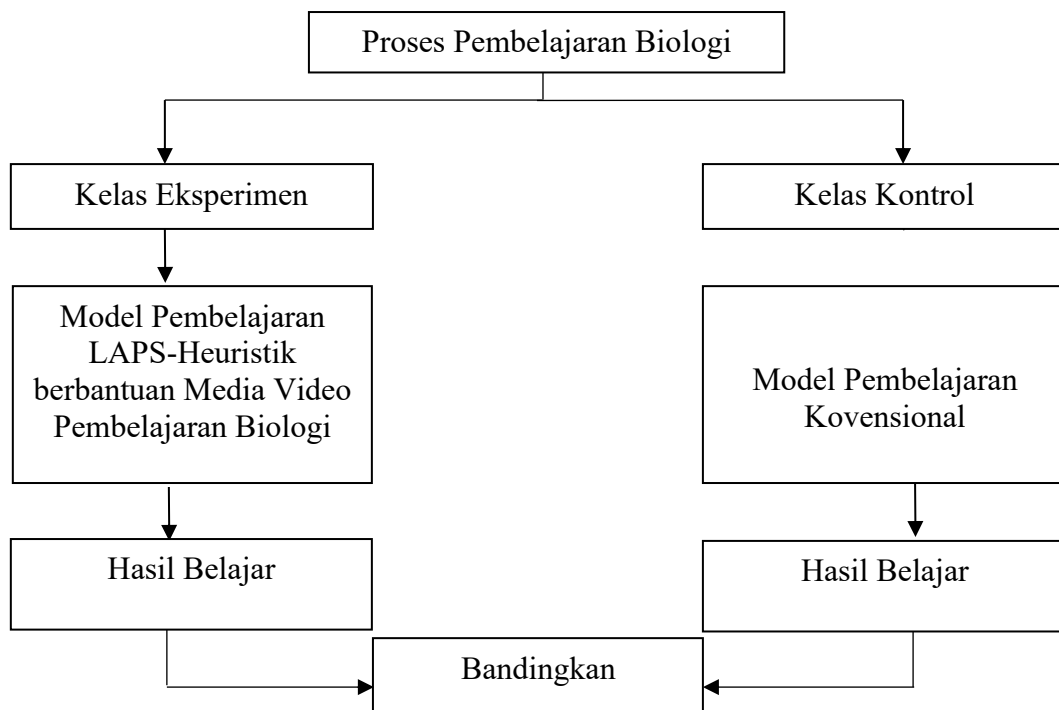 Proses Pembelajaran Biologi
Kelas Eksperimen
Kelas Kontrol
Model Pembelajaran
LAPS-Heuristik
berbantuan Media Video
Pembelajaran Biologi
Model Pembelajaran
Kovensional
Hasil Belajar
Hasil Belajar
Bandingkan